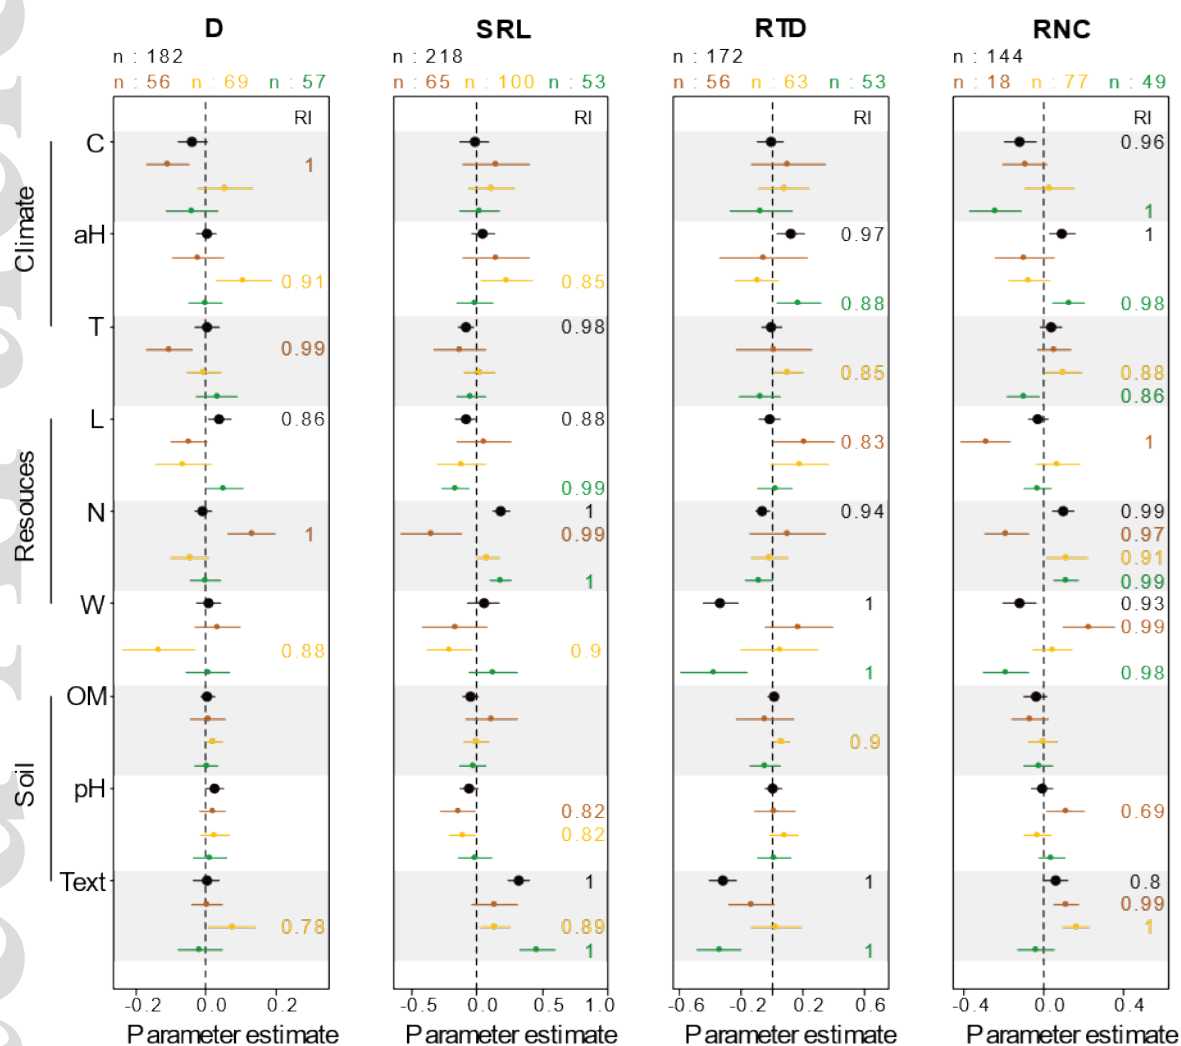 D SRL RTD RNC
n : 182 n : 218 n : 172 n : 144
n : 56 n : 69 n : 57 n : 65 n : 100 n : 53 n : 56 n : 63 n : 53 n : 18 n : 77 n : 49
RI RI RI RI
C 0.96
1
1
aH 0.97 1
0.91 0.85
0.88 0.98
T 0.98
0.99
0.85 0.88
0.86
L 0.86 0.88
0.83 1
0.99
N 1 0.94 0.99
1 0.99 0.97
0.91
1 0.99
W 1 0.93
0.99
0.88 0.9
1 0.98
OM
0.9
pH
0.82 0.69
0.82
Text 1 1 0.8
0.99
0.78 0.89 1
1 1
Climate
Resouces
Soil
-0.2 0.0 0.2 -0.5 0.0 0.5 1.0 -0.6 -0.2 0.2 0.6 -0.4 0.0 0.4
Parameter estimate Parameter estimate Parameter estimate Parameter estimate